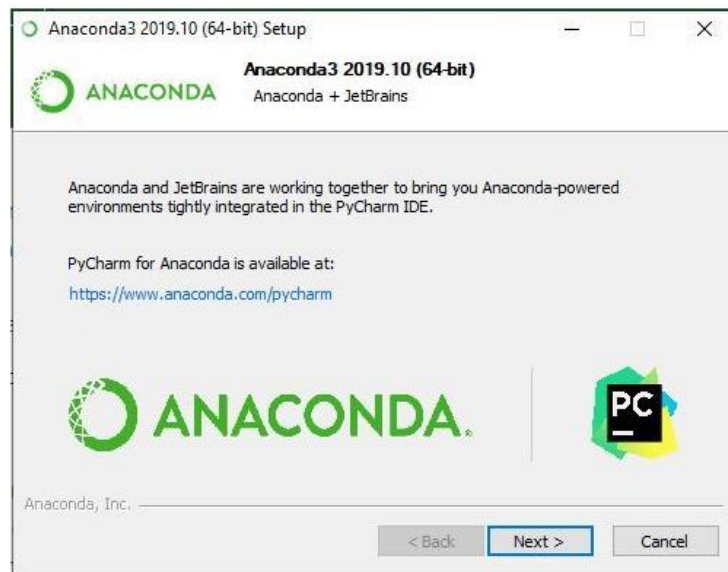 Anaconda3 2019.10 (64-bit) Setup
Anaconda3 2019.10 (64-bit)
ANACONDA
Anaconda + JetBrains
Anaconda and JetBrains are working together to bring you Anaconda-powered
environments tightly integrated in the PyCharm IDE.
PyCharm for Anaconda is available at:
https://www.anaconda.com/pycharm
ANACONDA®
PC
Anaconda, Inc.
< Back Next > Cancel